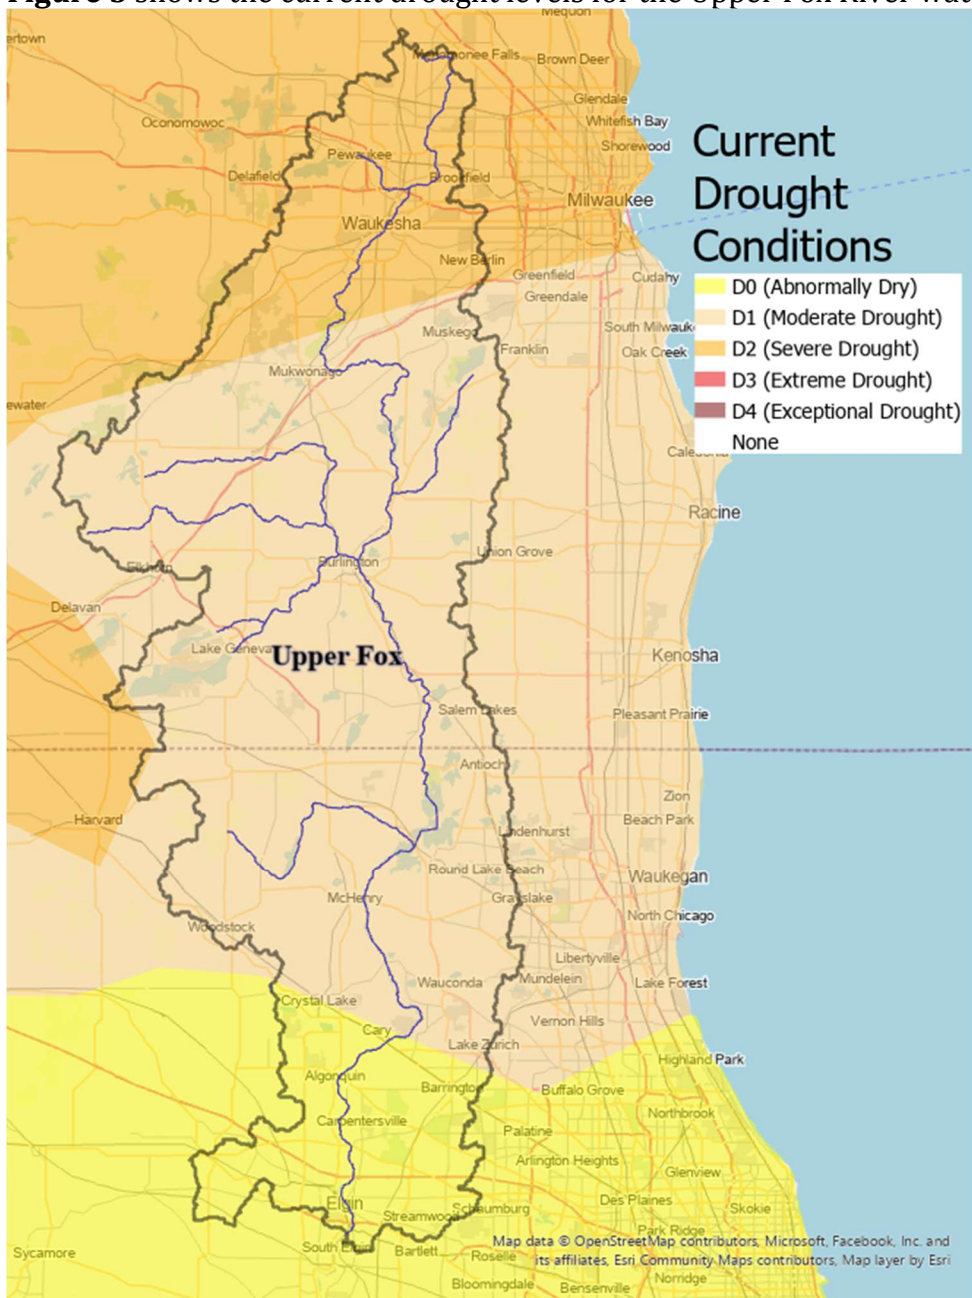 Mequon
ertown
Brown Deer
Glendale
Whitefish Bay
Oconomowoc
Shorewood
Pewaukee
Delafield
Brookfield
Milwaukee
Waukesha
New Berlin
Greenfield
Cudahy
Greendale
Muskego
Franklin
Oak Creek
Mukwonago
ewater
Current
Drought
Conditions
D0 (Abnormally Dry)
D1 (Moderate Drought)
D2 (Severe Drought)
D3 (Extreme Drought)
D4 (Exceptional Drought)
None
Racine
Union Grove
Burlington
Elkhorn
Delavan
Lake Geneva
Upper Fox
Kenosha
Salem Lakes
Pleasant Prairie
Antioch
Zion
Harvard
Beach Park
Lindenhurst
Round Lake Beach
Waukegan
McHenry
Grayslake
North Chicago
Woodstock
Libertyville
Wauconda
Mundelein
Lake Forest
Crystal Lake
Vernon Hills
Cary
Lake Zurich
Highland Park
Algonquin
Barrington
Buffalo Grove
Carpentersville
Northbrook
Palatine
Arlington Heights
Glenview
Elgin
Des Plaines
Skokie
Streamwood
Schaumburg
Park Ridge
Map data © OpenStreetMap contributors, Microsoft, Facebook, Inc. and
its affiliates, Esri Community Maps contributors, Map layer by Esri
Sycamore
South Elgin
Bartlett
Roselle
Norridge
Bloomingdale
Bensenville